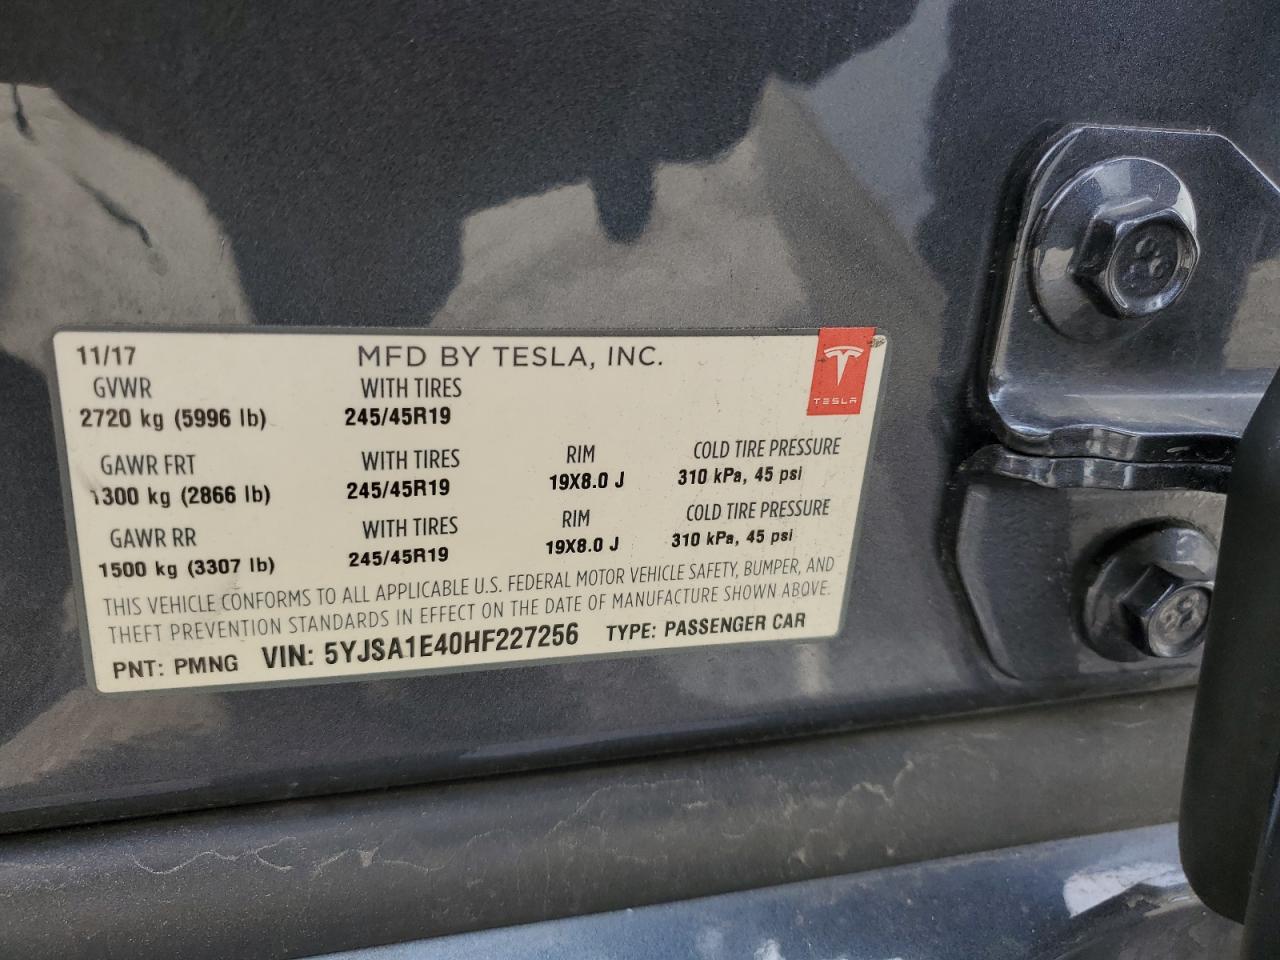 11/17 MFD BY TESLA, INC.
TESLA
GVWR WITH TIRES
2720 kg (5996 lb) 245/45R19
GAWR FRT WITH TIRES RIM COLD TIRE PRESSURE
1300 kg (2866 lb) 245/45R19 19X8.0 J 310 kPa, 45 psi
GAWR RR WITH TIRES RIM COLD TIRE PRESSURE
1500 kg (3307 lb) 245/45R19 19X8.0 J 310 kPa, 45 psi
THIS VEHICLE CONFORMS TO ALL APPLICABLE U.S. FEDERAL MOTOR VEHICLE SAFETY, BUMPER, AND
THEFT PREVENTION STANDARDS IN EFFECT ON THE DATE OF MANUFACTURE SHOWN ABOVE.
PNT: PMNG VIN: 5YJSA1E40HF227256 TYPE: PASSENGER CAR